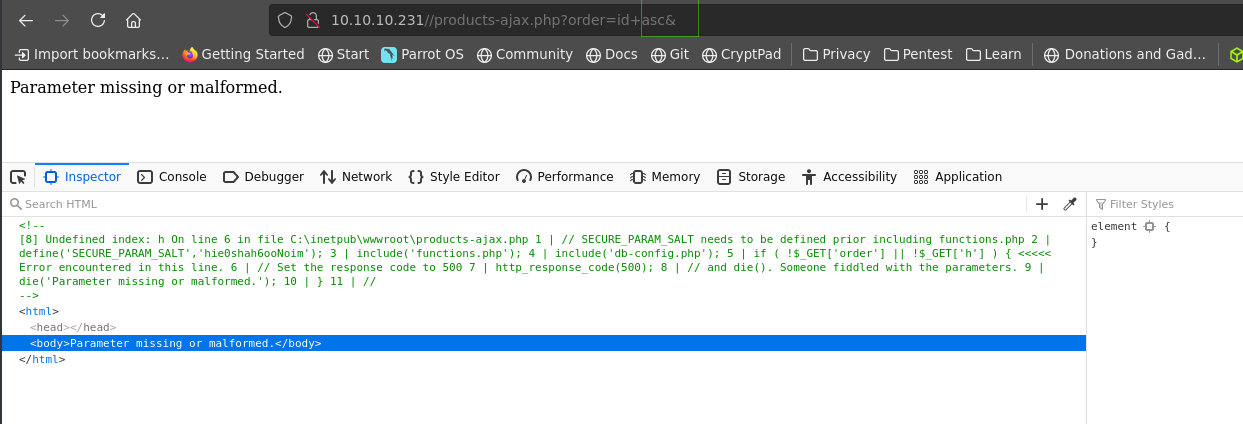 10.10.10.231//products-ajax.php?order=id+asc&
Import bookmarks... Getting Started Start Parrot OS Community Docs Git CryptPad Privacy Pentest Learn Donations and Gad...
Parameter missing or malformed.
Inspector Console Debugger Network Style Editor Performance Memory Storage Accessibility Application
Search HTML
Filter Styles
<!--
[8] Undefined index: h On line 6 in file C:\inetpub\wwwroot\products-ajax.php 1 | // SECURE_PARAM_SALT needs to be defined prior including functions.php 2 |
define('SECURE_PARAM_SALT','hie0shah6ooNoim'); 3 | include('functions.php'); 4 | include('db-config.php'); 5 | if ( !$_GET['order'] || !$_GET['h'] ) { <<<<<
Error encountered in this line. 6 | // Set the response code to 500 7 | http_response_code(500); 8 | // and die(). Someone fiddled with the parameters. 9 |
die('Parameter missing or malformed.'); 10 | } 11 | //
-->
<html>
<head></head>
<body>Parameter missing or malformed.</body>
</html>
element {
}